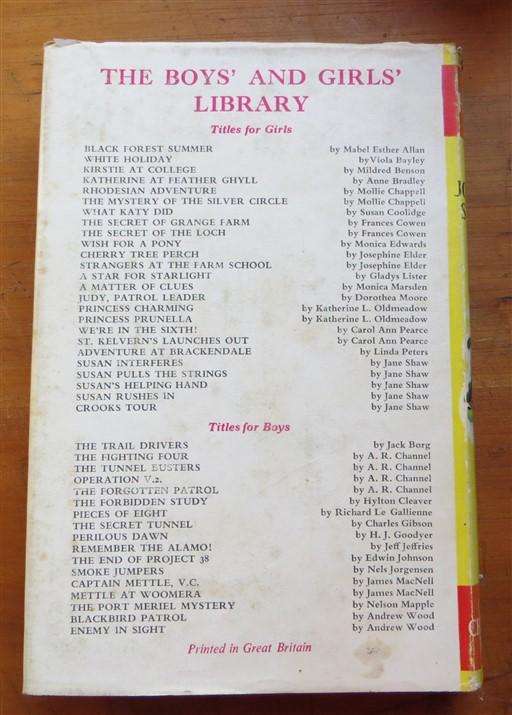 THE BOYS' AND GIRLS'
LIBRARY
Titles for Girls
BLACK FOREST SUMMER by Mabel Esther Allan
WHITE HOLIDAY by Viola Bayley
KIRSTIE AT COLLEGE by Mildred Benson
KATHERINE AT FEATHER GHYLL by Anne Bradley
RHODESIAN ADVENTURE by Mollie Chappell
THE MYSTERY OF THE SILVER CIRCLE by Mollie Chappell
WHAT KATY DID by Susan Coolidge
THE SECRET OF GRANGE FARM by Frances Cowen
THE SECRET OF THE LOCH by Frances Cowen
WISH FOR A PONY by Monica Edwards
CHERRY TREE PERCH by Josephine Elder
STRANGERS AT THE FARM SCHOOL by Josephine Elder
A STAR FOR STARLIGHT by Gladys Lister
A MATTER OF CLUES by Monica Marsden
JUDY, PATROL LEADER by Dorothea Moore
PRINCESS CHARMING by Katherine L. Oldmeadow
PRINCESS PRUNELLA by Katherine L. Oldmeadow
WE'RE IN THE SIXTH! by Carol Ann Pearce
ST. KELVERN'S LAUNCHES OUT by Carol Ann Pearce
ADVENTURE AT BRACKENDALE by Linda Peters
SUSAN INTERFERES by Jane Shaw
SUSAN PULLS THE STRINGS by Jane Shaw
SUSAN'S HELPING HAND by Jane Shaw
SUSAN RUSHES IN by Jane Shaw
CROOKS TOUR by Jane Shaw
Titles for Boys
THE TRAIL DRIVERS by Jack Borg
THE FIGHTING FOUR by A. R. Channel
THE TUNNEL BUSTERS by A. R. Channel
OPERATION V.2. by A. R. Channel
THE FORGOTTEN PATROL by A. R. Channel
THE FORBIDDEN STUDY by Hylton Cleaver
PIECES OF EIGHT by Richard Le Gallienne
THE SECRET TUNNEL by Charles Gibson
PERILOUS DAWN by H. J. Goodyer
REMEMBER THE ALAMO! by Jeff Jeffries
THE END OF PROJECT 38 by Edwin Johnson
SMOKE JUMPERS by Nels Jorgensen
CAPTAIN METTLE, V.C. by James MacNell
METTLE AT WOOMERA by James MacNell
THE PORT MERIEL MYSTERY by Nelson Mapple
BLACKBIRD PATROL by Andrew Wood
ENEMY IN SIGHT by Andrew Wood
Printed in Great Britain